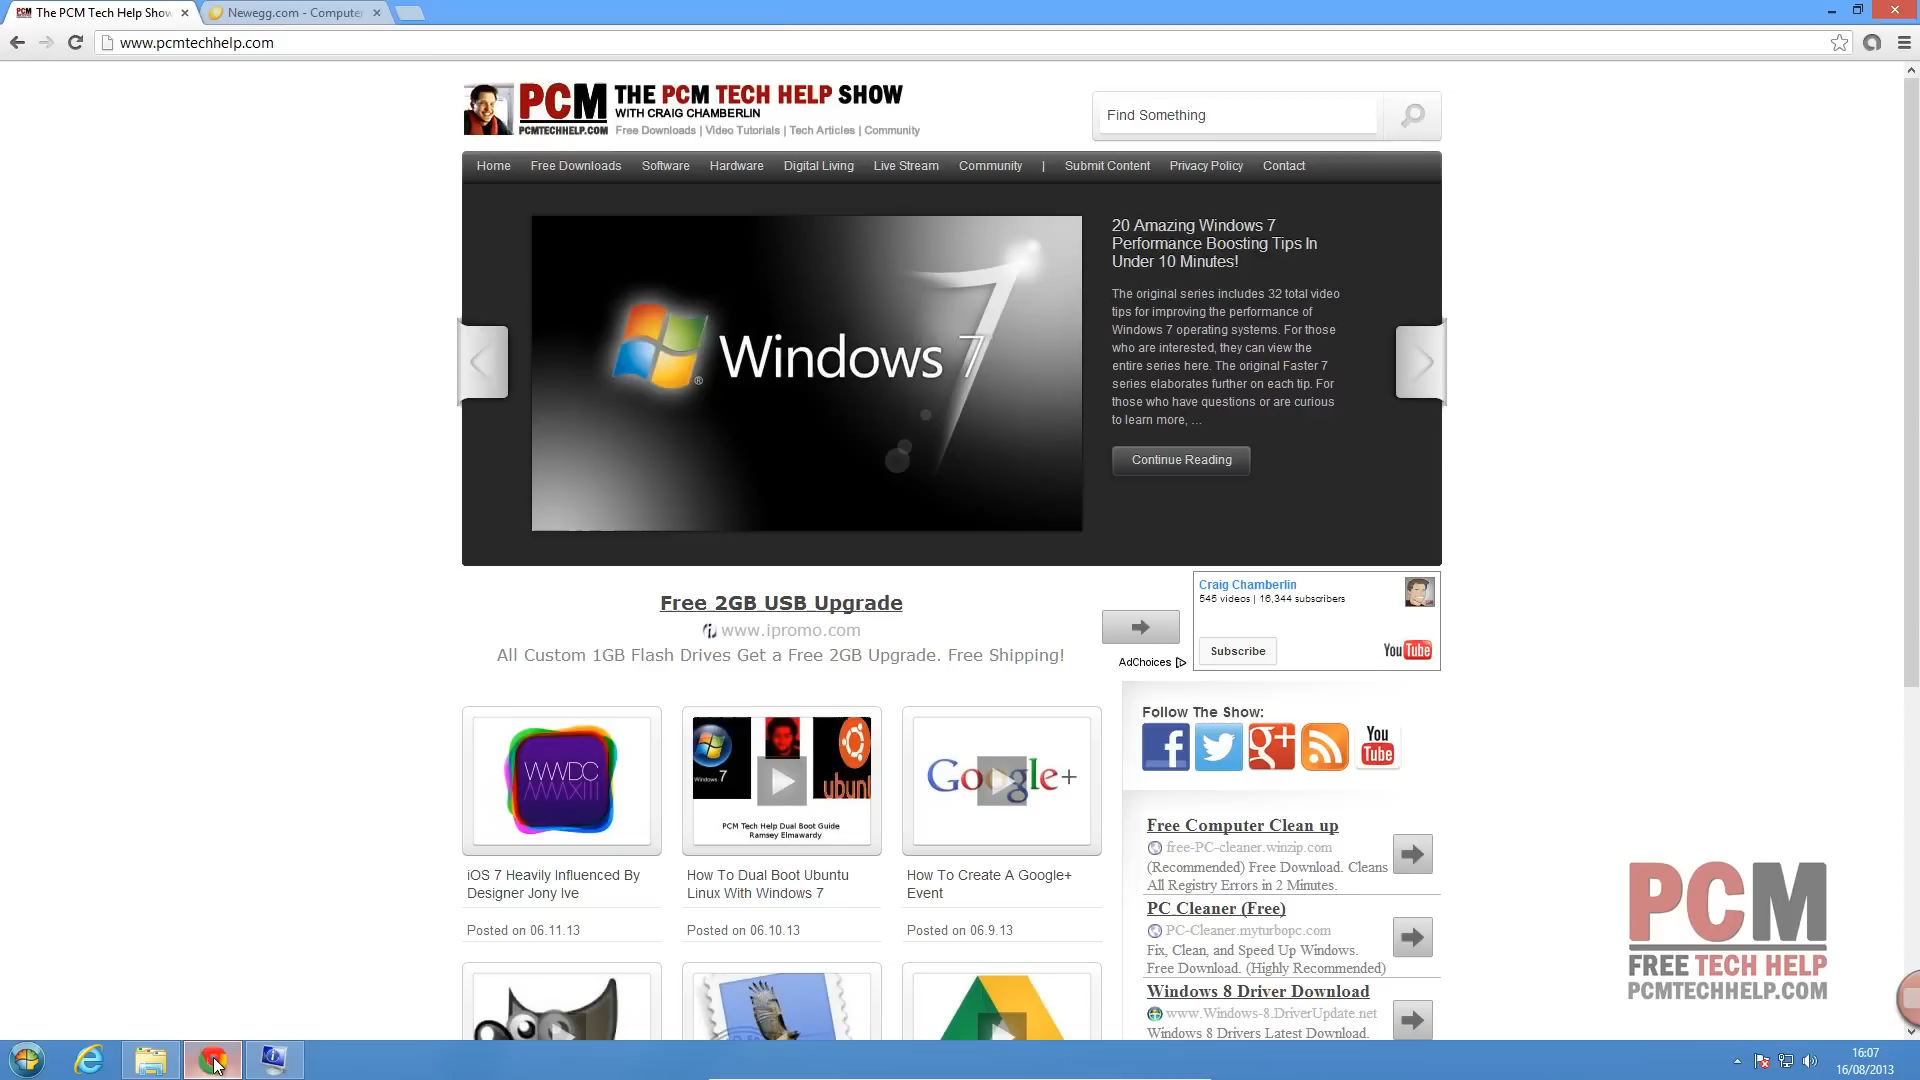 The PCM Tech Help Show
Newegg.com - Computer
www.pcmtechhelp.com
PCM
PCMTECHHELP.COM
THE PCM TECH HELP SHOW
WITH CRAIG CHAMBERLIN
Free Downloads | Video Tutorials | Tech Articles | Community
Find Something
Home Free Downloads Software Hardware Digital Living Live Stream Community | Submit Content Privacy Policy Contact
Windows 7
7
20 Amazing Windows 7
Performance Boosting Tips In
Under 10 Minutes!
The original series includes 32 total video
tips for improving the performance of
Windows 7 operating systems. For those
who are interested, they can view the
entire series here. The original Faster 7
series elaborates further on each tip. For
those who have questions or are curious
to learn more, ...
Continue Reading
Free 2GB USB Upgrade
www.ipromo.com
All Custom 1GB Flash Drives Get a Free 2GB Upgrade. Free Shipping!
AdChoices
Craig Chamberlin
545 videos | 16,344 subscribers
Subscribe
YouTube
Follow The Show:
You
Tube
WWDC
MMXIII
Windows 7
ubunt
PCM Tech Help Dual Boot Guide
Ramsey Elmawardy
Google+
iOS 7 Heavily Influenced By
Designer Jony Ive
Posted on 06.11.13
How To Dual Boot Ubuntu
Linux With Windows 7
Posted on 06.10.13
How To Create A Google+
Event
Posted on 06.9.13
Free Computer Clean up
free-PC-cleaner.winzip.com
(Recommended) Free Download. Cleans
All Registry Errors in 2 Minutes.
PC Cleaner (Free)
PC-Cleaner.myturbopc.com
Fix, Clean, and Speed Up Windows.
Free Download. (Highly Recommended)
Windows 8 Driver Download
www.Windows-8.DriverUpdate.net
Windows 8 Drivers Latest Download.
PCM
FREE TECH HELP
PCMTECHHELP.COM
16:07
16/08/2013